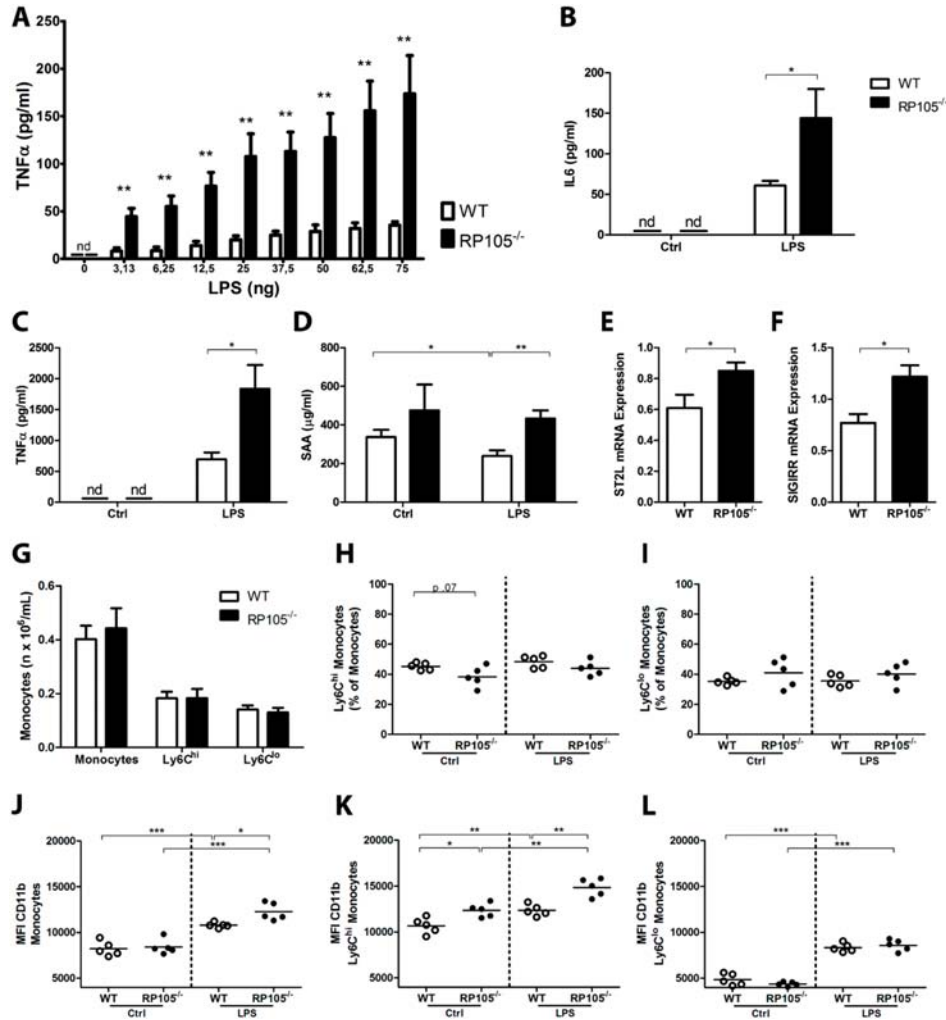 A
TNFα (pg/ml)
250
200
150
100
50
0
**
**
**
**
**
**
**
**
nd
0
3,13
6,25
12,5
25
37,5
50
62,5
75
LPS (ng)
WT
RP105-/-
B
IL6 (pg/ml)
200
150
100
50
0
*
nd
nd
Ctrl
LPS
WT
RP105-/-
C
TNFα
(pg/ml)
2500
2000
1500
1000
500
0
*
nd
nd
Ctrl
LPS
D
SAA
(µg/ml)
800
600
400
200
0
*
**
Ctrl
LPS
E
ST2L mRNA Expression
1.0
0.8
0.6
0.4
0.2
0.0
*
WT
RP105-/-
F
SIGIRR mRNA Expression
1.5
1.0
0.5
0.0
*
WT
RP105-/-
G
Monocytes (n x 10⁶/mL)
0.6
0.4
0.2
0.0
WT
RP105-/-
Monocytes
Ly6Chi
Ly6Clo
H
Ly6Chi Monocytes
(% of Monocytes)
100
80
60
40
20
0
p .07
WT
RP105-/-
WT
RP105-/-
Ctrl
LPS
I
Ly6Clo Monocytes
(% of Monocytes)
100
80
60
40
20
0
WT
RP105-/-
WT
RP105-/-
Ctrl
LPS
J
MFI CD11b
Monocytes
20000
15000
10000
5000
***
*
***
WT
RP105-/-
WT
RP105-/-
Ctrl
LPS
K
MFI CD11b
Ly6Chi Monocytes
20000
15000
10000
5000
**
**
*
**
WT
RP105-/-
WT
RP105-/-
Ctrl
LPS
L
MFI CD11b
Ly6Clo Monocytes
20000
15000
10000
5000
***
***
WT
RP105-/-
WT
RP105-/-
Ctrl
LPS